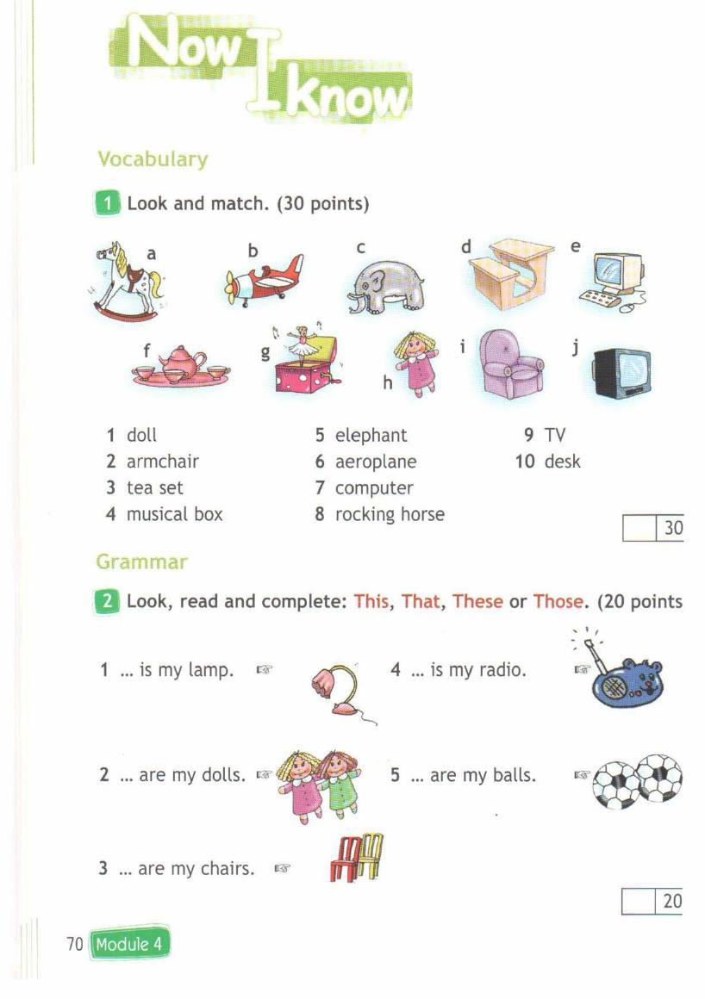 Now
I know
Vocabulary
1 Look and match. (30 points)
a b c d e
f g h i j
1 doll 5 elephant 9 TV
2 armchair 6 aeroplane 10 desk
3 tea set 7 computer
4 musical box 8 rocking horse
30
Grammar
2 Look, read and complete: This, That, These or Those. (20 points
1 ... is my lamp. ☞ 4 ... is my radio. ☞
2 ... are my dolls. ☞ 5 ... are my balls. ☞
3 ... are my chairs. ☞
20
70 Module 4